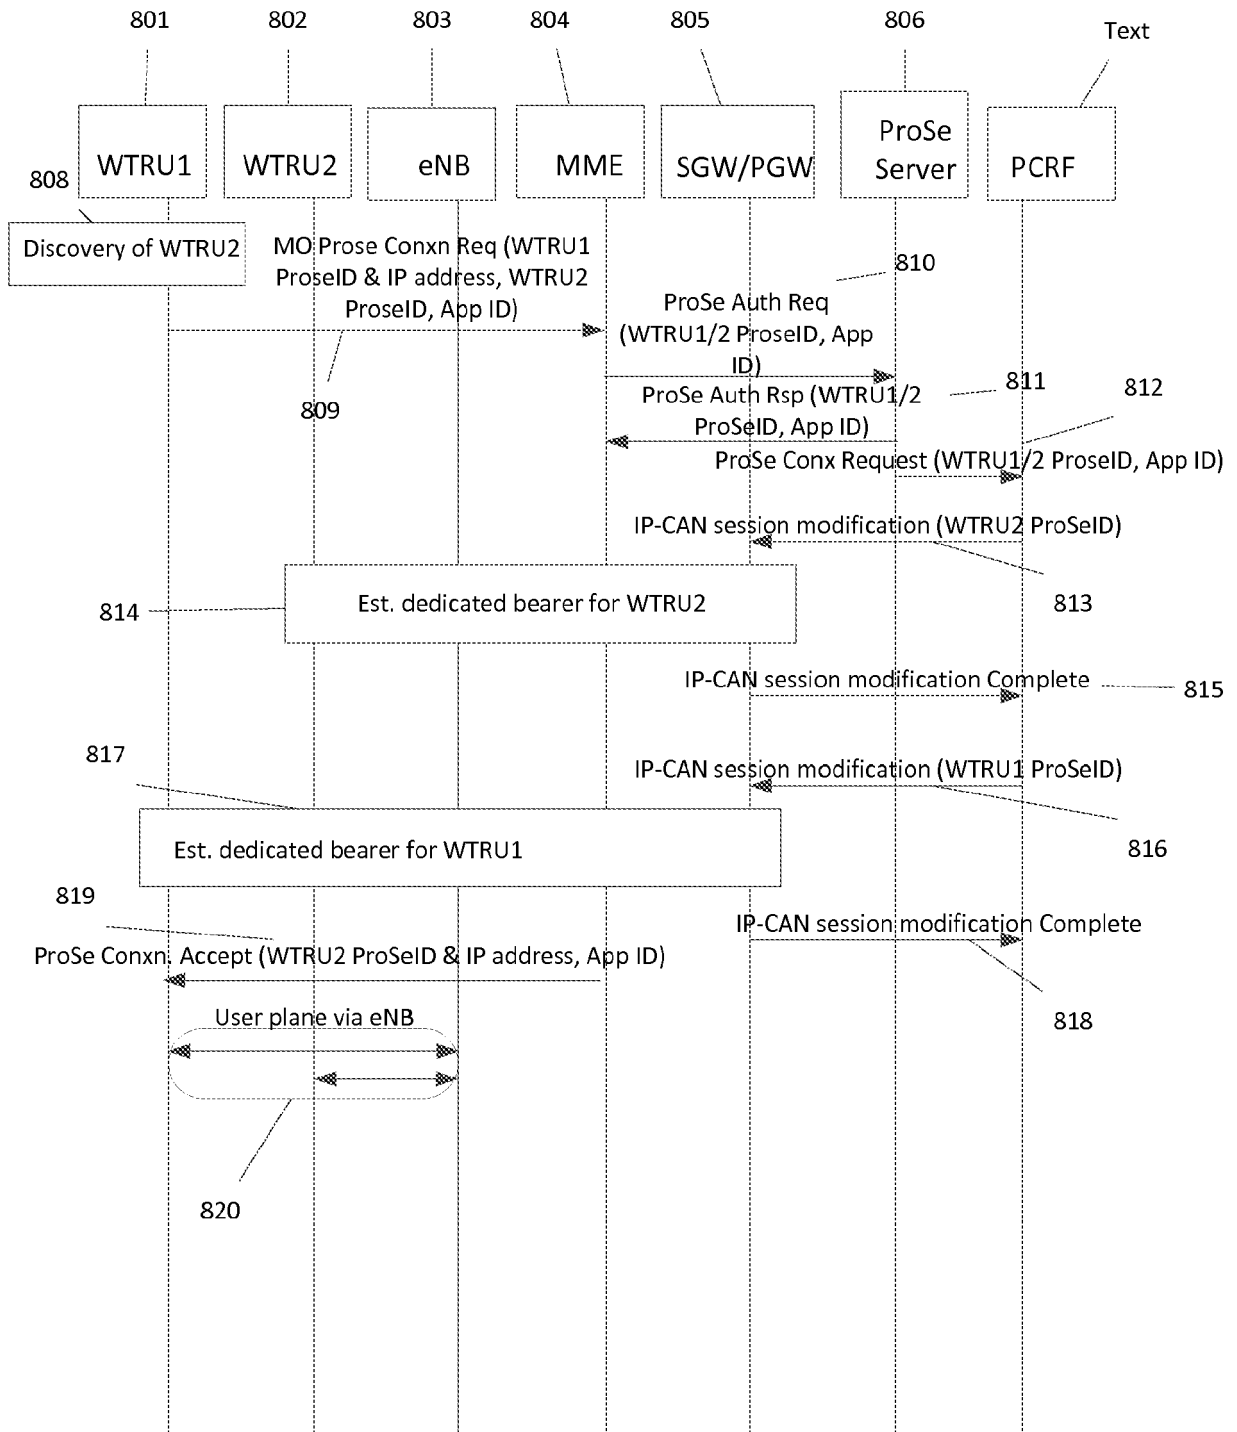 801
802
803
804
805
806
Text
WTRU1
WTRU2
eNB
MME
SGW/PGW
ProSe
Server
PCRF
808
Discovery of WTRU2
MO Prose Conxn Req (WTRU1
ProseID & IP address, WTRU2
ProseID, App ID)
809
810
ProSe Auth Req
(WTRU1/2 ProseID, App
ID)
811
ProSe Auth Rsp (WTRU1/2
ProSeID, App ID)
812
ProSe Conx Request (WTRU1/2 ProseID, App ID)
IP-CAN session modification (WTRU2 ProSeID)
813
814
Est. dedicated bearer for WTRU2
IP-CAN session modification Complete
815
817
IP-CAN session modification (WTRU1 ProSeID)
816
Est. dedicated bearer for WTRU1
819
IP-CAN session modification Complete
818
ProSe Conxn. Accept (WTRU2 ProSeID & IP address, App ID)
User plane via eNB
820